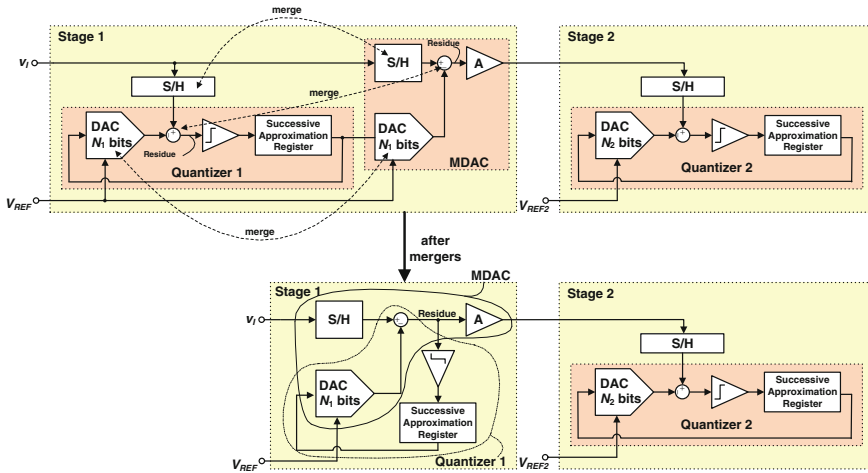 Stage 1
Stage 2
merge
Residue
v_I
S/H
A
S/H
S/H
merge
DAC
N_1 bits
+
Successive
Approximation
Register
Residue
DAC
N_1 bits
MDAC
Quantizer 1
DAC
N_2 bits
+
Successive
Approximation
Register
Quantizer 2
V_REF
V_REF2
merge
after
mergers
MDAC
Stage 1
Stage 2
v_I
S/H
Residue
A
S/H
DAC
N_1 bits
Successive
Approximation
Register
DAC
N_2 bits
+
Successive
Approximation
Register
Quantizer 2
V_REF
Quantizer 1
V_REF2